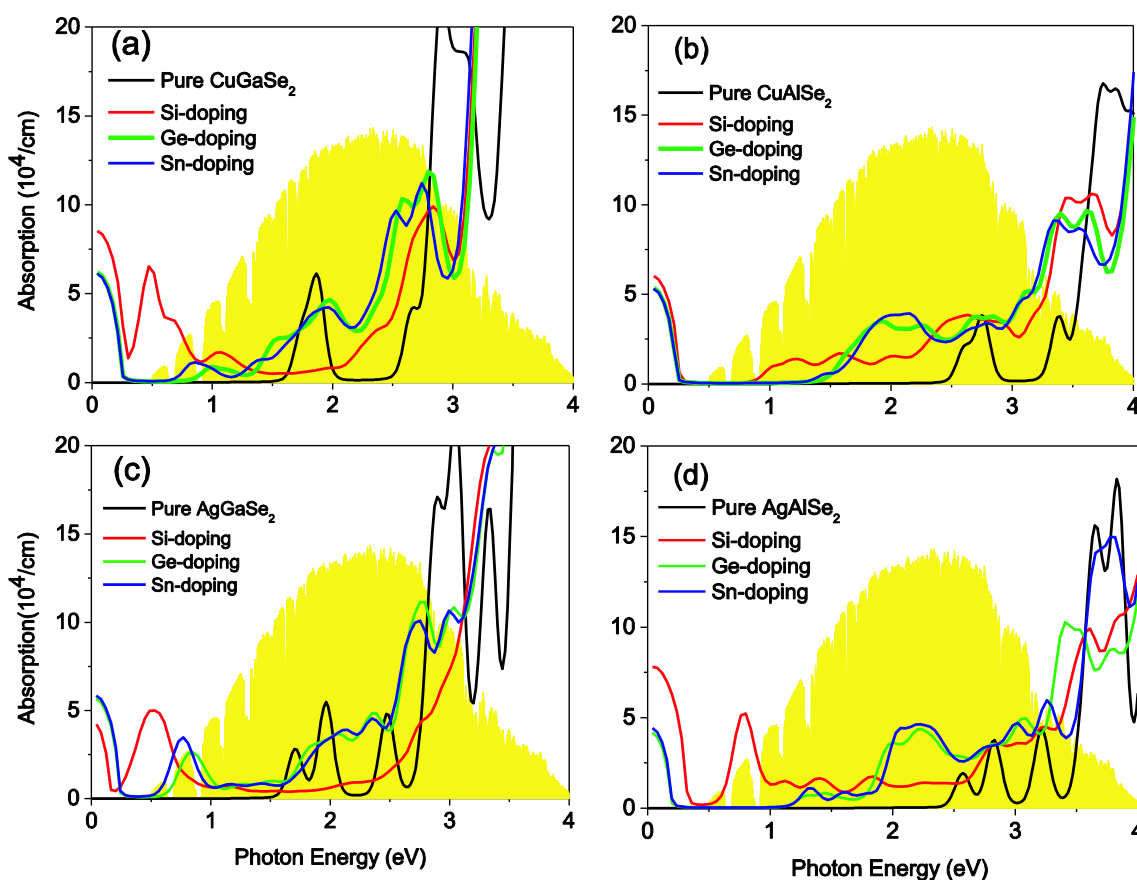 (a)
Pure CuGaSe₂
Si-doping
Ge-doping
Sn-doping
Absorption (10⁴/cm)
20
15
10
5
0
0 1 2 3 4
(b)
Pure CuAlSe₂
Si-doping
Ge-doping
Sn-doping
20
15
10
5
0
0 1 2 3 4
(c)
Pure AgGaSe₂
Si-doping
Ge-doping
Sn-doping
Absorption(10⁴/cm)
20
15
10
5
0
0 1 2 3 4
Photon Energy (eV)
(d)
Pure AgAlSe₂
Si-doping
Ge-doping
Sn-doping
20
15
10
5
0
0 1 2 3 4
Photon Energy (eV)